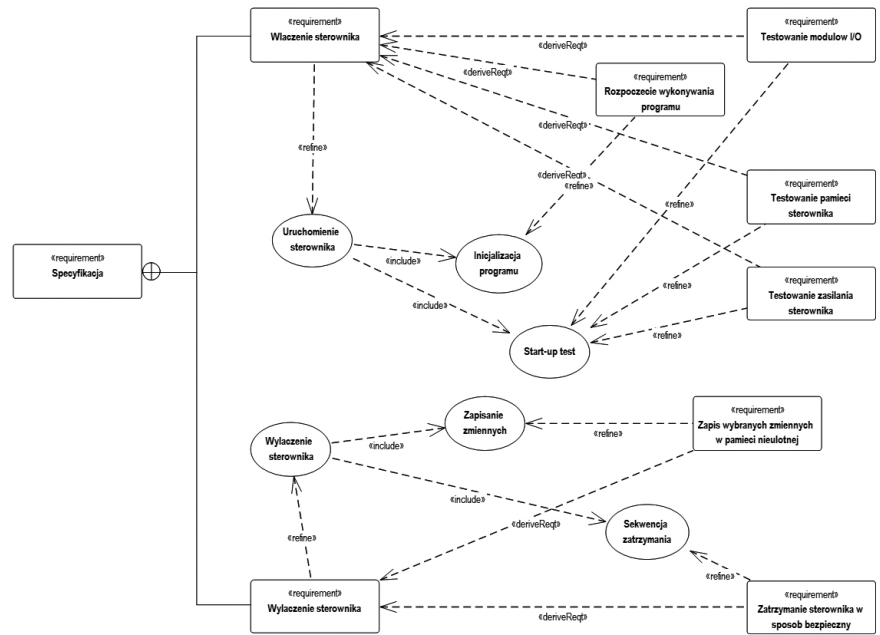 «requirement»
Wlaczenie sterownika
«requirement»
Testowanie modulow I/O
«deriveReqt»
«deriveReqt»
«requirement»
Rozpoczecie wykonywania
programu
«deriveReqt»
«refine»
«deriveReqt»
«refine»
«requirement»
Testowanie pamieci
sterownika
«refine»
Uruchomienie
sterownika
«include»
Inicjalizacja
programu
«requirement»
Specyfikacja
«refine»
«requirement»
Testowanie zasilania
sterownika
«include»
«refine»
Start-up test
«requirement»
Zapis wybranych zmiennych
w pamieci nieulotnej
Zapisanie
zmiennych
«refine»
Wylaczenie
sterownika
«include»
«include»
«deriveReqt»
Sekwencja
zatrzymania
«refine»
«refine»
«requirement»
Wylaczenie sterownika
«deriveReqt»
«requirement»
Zatrzymanie sterownika w
sposob bezpieczny